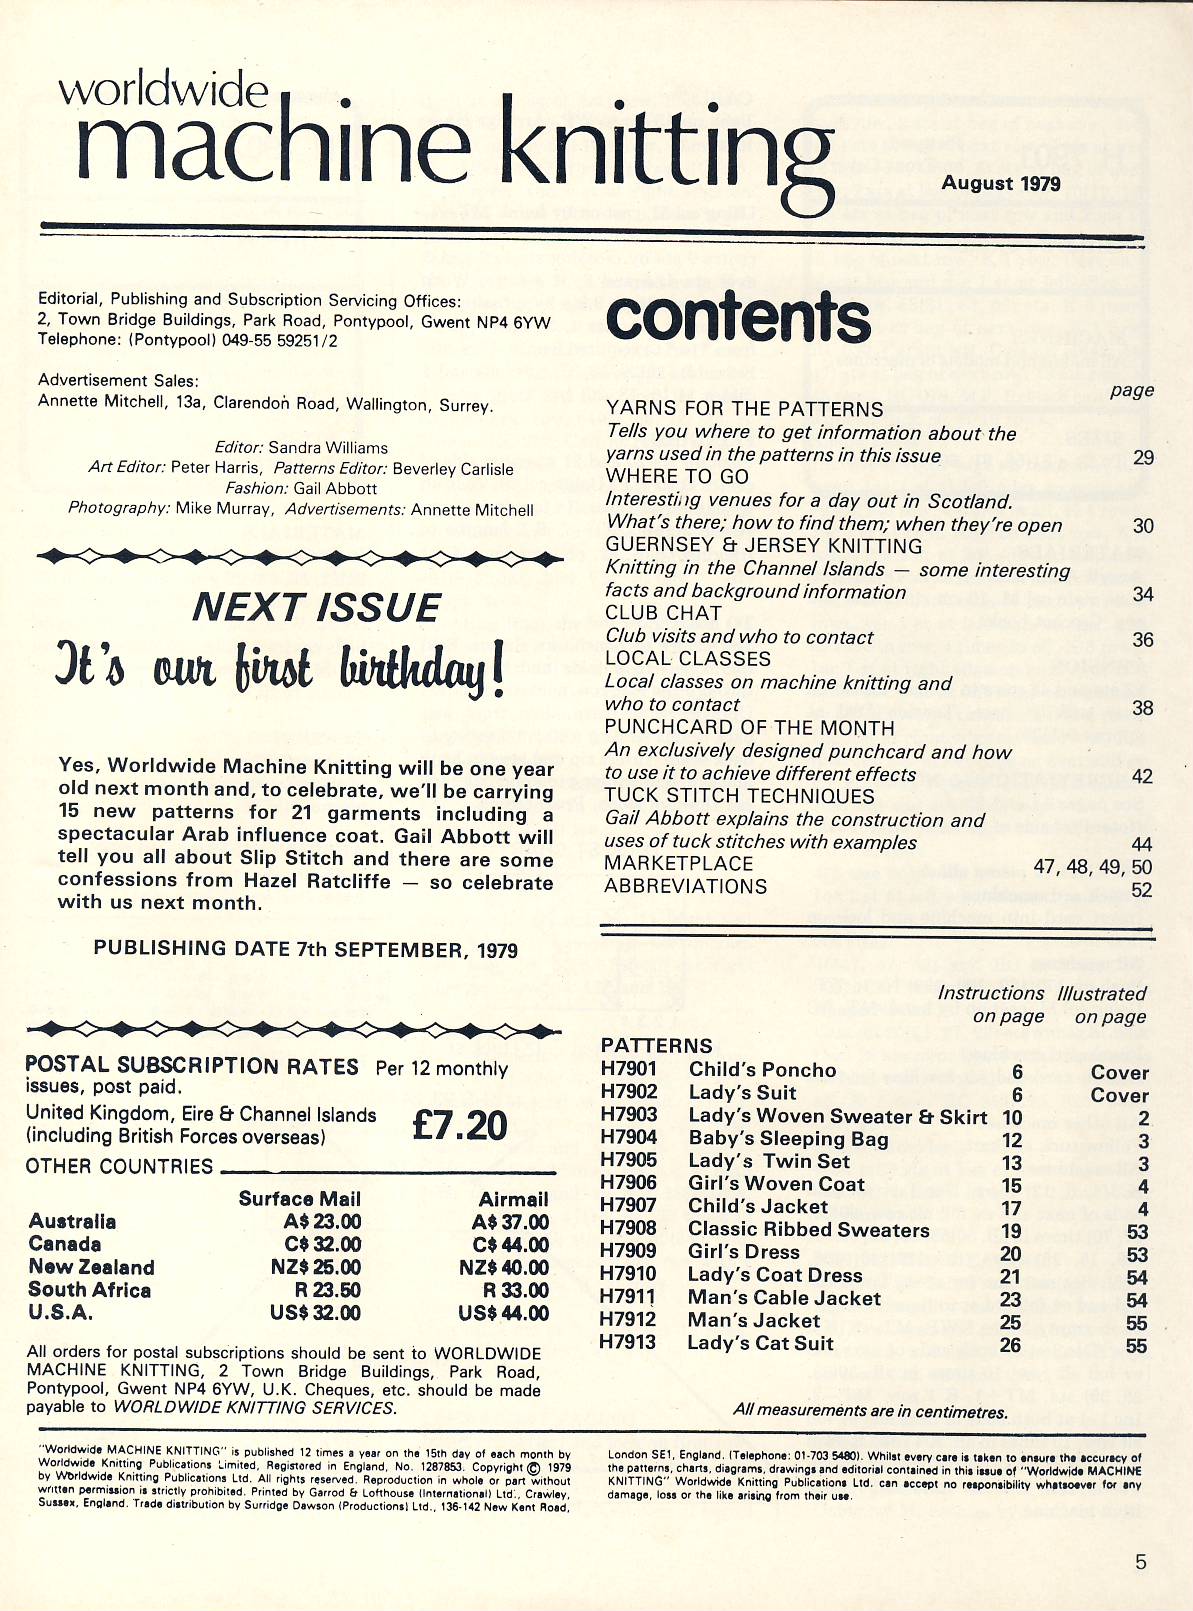 worldwide
machine knitting
August 1979
Editorial, Publishing and Subscription Servicing Offices:
2, Town Bridge Buildings, Park Road, Pontypool, Gwent NP4 6YW
Telephone: (Pontypool) 049-55 59251/2
Advertisement Sales:
Annette Mitchell, 13a, Clarendon Road, Wallington, Surrey.
Editor: Sandra Williams
Art Editor: Peter Harris, Patterns Editor: Beverley Carlisle
Fashion: Gail Abbott
Photography: Mike Murray, Advertisements: Annette Mitchell
NEXT ISSUE
It's our first birthday!
Yes, Worldwide Machine Knitting will be one year
old next month and, to celebrate, we'll be carrying
15 new patterns for 21 garments including a
spectacular Arab influence coat. Gail Abbott will
tell you all about Slip Stitch and there are some
confessions from Hazel Ratcliffe — so celebrate
with us next month.
PUBLISHING DATE 7th SEPTEMBER, 1979
POSTAL SUBSCRIPTION RATES Per 12 monthly
issues, post paid.
United Kingdom, Eire & Channel Islands
(including British Forces overseas) £7.20
OTHER COUNTRIES
Surface Mail Airmail
Australia A$ 23.00 A$ 37.00
Canada C$ 32.00 C$ 44.00
New Zealand NZ$ 25.00 NZ$ 40.00
South Africa R 23.50 R 33.00
U.S.A. US$ 32.00 US$ 44.00
All orders for postal subscriptions should be sent to WORLDWIDE
MACHINE KNITTING, 2 Town Bridge Buildings, Park Road,
Pontypool, Gwent NP4 6YW, U.K. Cheques, etc. should be made
payable to WORLDWIDE KNITTING SERVICES.
contents
page
YARNS FOR THE PATTERNS
Tells you where to get information about the
yarns used in the patterns in this issue 29
WHERE TO GO
Interesting venues for a day out in Scotland.
What's there; how to find them; when they're open 30
GUERNSEY & JERSEY KNITTING
Knitting in the Channel Islands — some interesting
facts and background information 34
CLUB CHAT
Club visits and who to contact 36
LOCAL CLASSES
Local classes on machine knitting and
who to contact 38
PUNCHCARD OF THE MONTH
An exclusively designed punchcard and how
to use it to achieve different effects 42
TUCK STITCH TECHNIQUES
Gail Abbott explains the construction and
uses of tuck stitches with examples 44
MARKETPLACE 47, 48, 49, 50
ABBREVIATIONS 52
Instructions Illustrated
on page on page
PATTERNS
H7901 Child's Poncho 6 Cover
H7902 Lady's Suit 6 Cover
H7903 Lady's Woven Sweater & Skirt 10 2
H7904 Baby's Sleeping Bag 12 3
H7905 Lady's Twin Set 13 3
H7906 Girl's Woven Coat 15 4
H7907 Child's Jacket 17 4
H7908 Classic Ribbed Sweaters 19 53
H7909 Girl's Dress 20 53
H7910 Lady's Coat Dress 21 54
H7911 Man's Cable Jacket 23 54
H7912 Man's Jacket 25 55
H7913 Lady's Cat Suit 26 55
All measurements are in centimetres.
"Worldwide MACHINE KNITTING" is published 12 times a year on the 15th day of each month by
Worldwide Knitting Publications Limited, Registored in England, No. 1287853. Copyright © 1979
by Worldwide Knitting Publications Ltd. All rights reserved. Reproduction in whole or part without
written permission is strictly prohibited. Printed by Garrod & Lofthouse (International) Ltd., Crawley,
Sussex, England. Trade distribution by Surridge Dawson (Productions) Ltd., 136-142 New Kent Road,
London SE1, England. (Telephone: 01-703 5480). Whilst every care is taken to ensure the accuracy of
the patterns, charts, diagrams, drawings and editorial contained in this issue of "Worldwide MACHINE
KNITTING" Worldwide Knitting Publications Ltd. can accept no responsibility whatsoever for any
damage, loss or the like arising from their use.
5